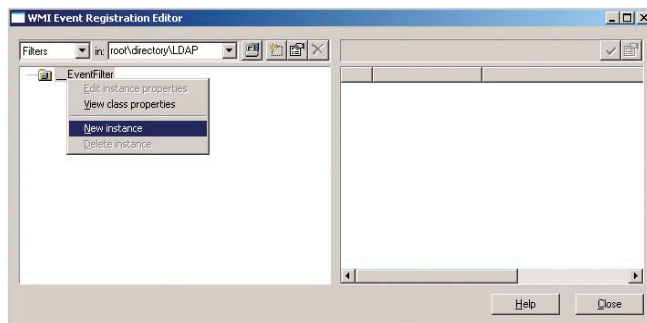 WMI Event Registration Editor
Filters in: root\directory\LDAP
__EventFilter
Edit instance properties
View class properties
New instance
Delete instance
Help Close